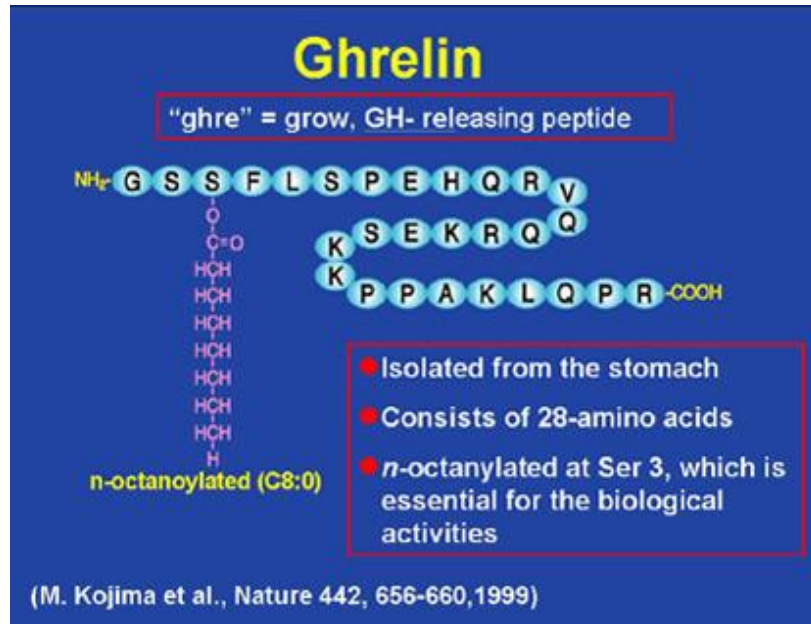 Ghrelin
“ghre” = grow, GH- releasing peptide
NH₂- G S S F L S P E H Q R V
K S E K R Q Q
K P P A K L Q P R -COOH
O
C=O
HCH
HCH
HCH
HCH
HCH
HCH
HCH
H
n-octanoylated (C8:0)
Isolated from the stomach
Consists of 28-amino acids
n-octanylated at Ser 3, which is
essential for the biological
activities
(M. Kojima et al., Nature 442, 656-660,1999)